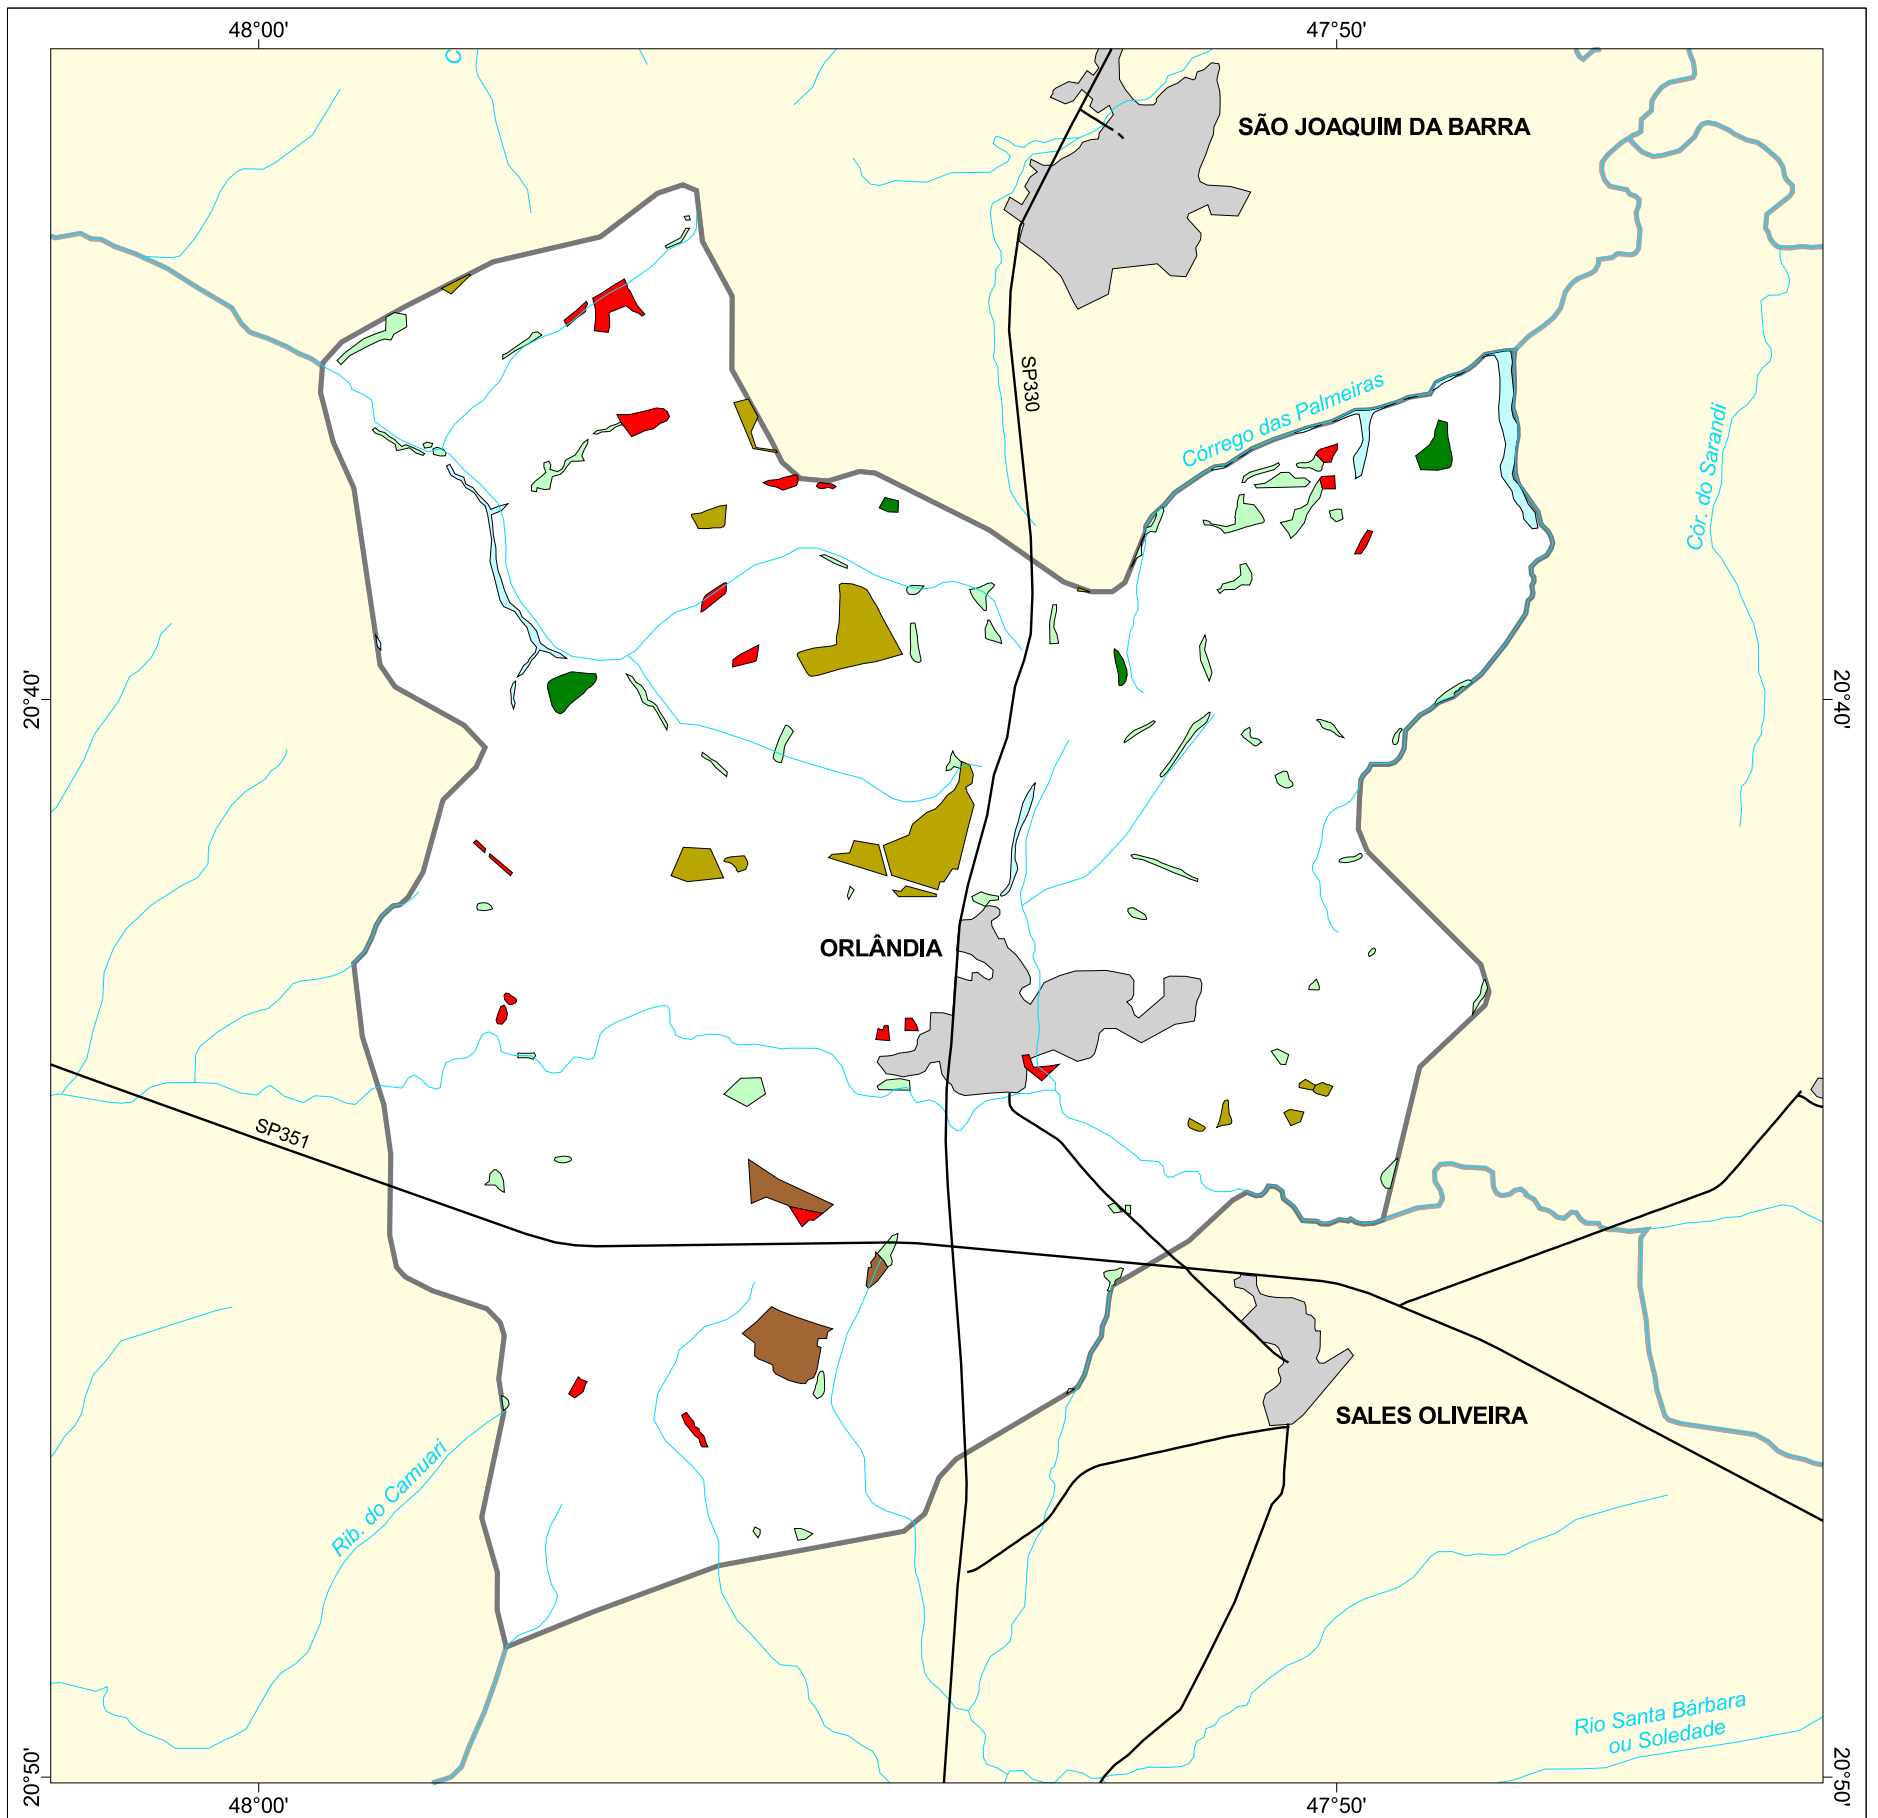 48°00'
47°50'
C
SÃO JOAQUIM DA BARRA
SP330
Córrego das Palmeiras
Cór. do Sarandi
20°40'
20°40'
ORLÂNDIA
SP351
SALES OLIVEIRA
Rib. do Camuari
Rio Santa Bárbara
ou Soledade
20°50'
20°50'
48°00'
47°50'